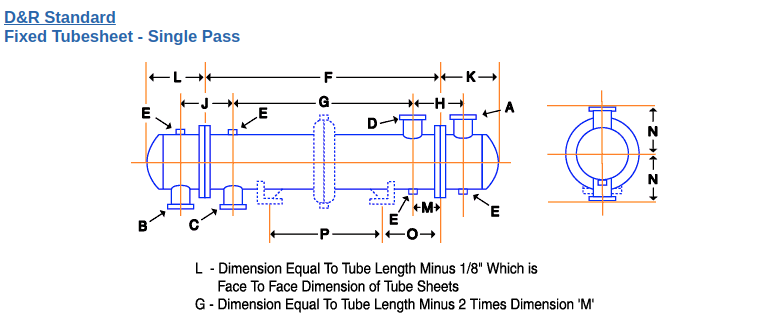 D&R Standard
Fixed Tubesheet - Single Pass
L F K
J G H
E E D A
N
N
B C E M E
P O
L - Dimension Equal To Tube Length Minus 1/8" Which is
Face To Face Dimension of Tube Sheets
G - Dimension Equal To Tube Length Minus 2 Times Dimension 'M'